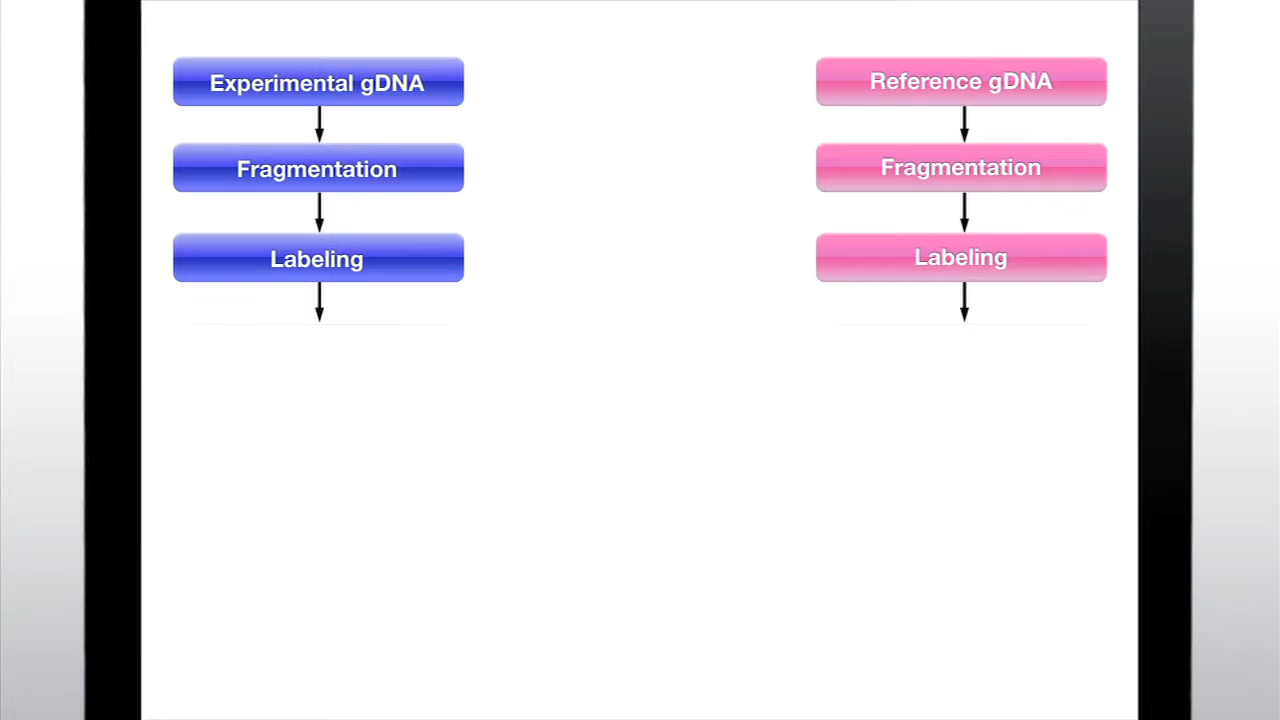 Experimental gDNA
Fragmentation
Labeling
Reference gDNA
Fragmentation
Labeling